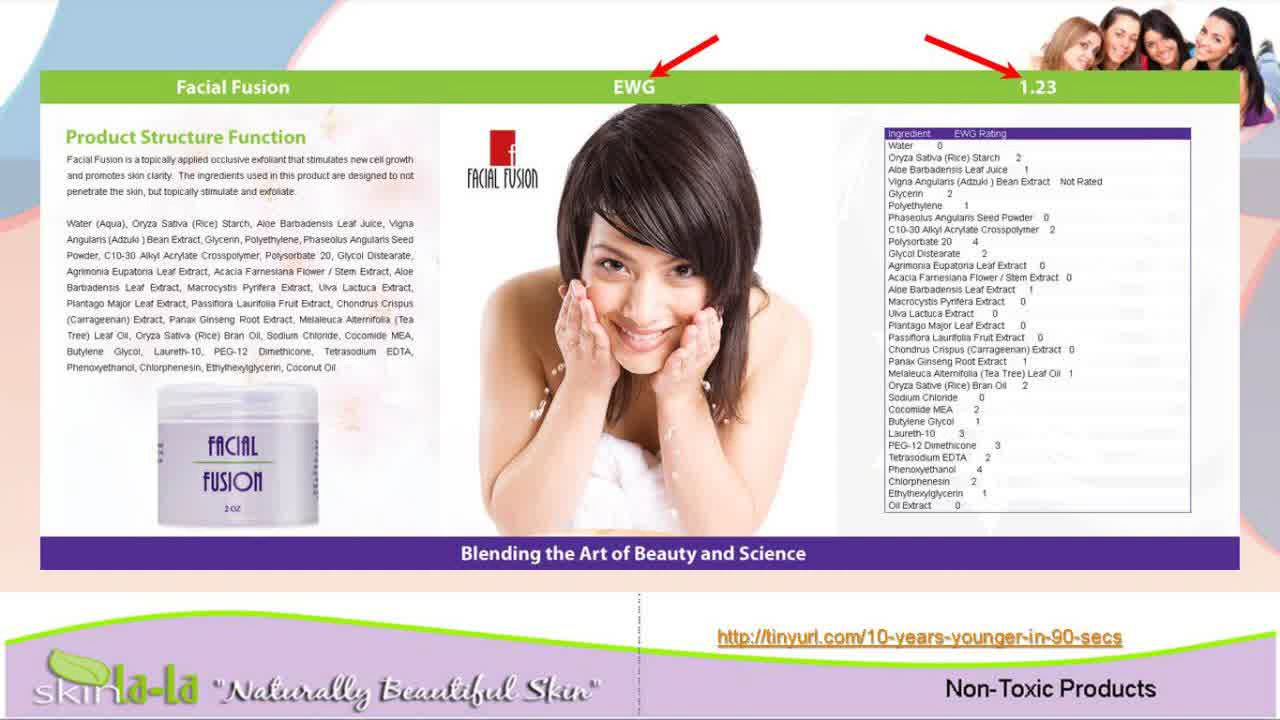 Facial Fusion EWG 1.23
Product Structure Function
Facial Fusion is a topically applied occlusive exfoliant that stimulates new cell growth
and promotes skin clarity. The ingredients used in this product are designed to not
penetrate the skin, but topically stimulate and exfoliate.
Water (Aqua), Oryza Sativa (Rice) Starch, Aloe Barbadensis Leaf Juice, Vigna
Angularis (Adzuki ) Bean Extract, Glycerin, Polyethylene, Phaseolus Angularis Seed
Powder, C10-30 Alkyl Acrylate Crosspolymer, Polysorbate 20, Glycol Distearate,
Agrimonia Eupatoria Leaf Extract, Acacia Farnesiana Flower / Stem Extract, Aloe
Barbadensis Leaf Extract, Macrocystis Pyrifera Extract, Ulva Lactuca Extract,
Plantago Major Leaf Extract, Passiflora Laurifolia Fruit Extract, Chondrus Crispus
(Carrageenan) Extract, Panax Ginseng Root Extract, Melaleuca Alternifolia (Tea
Tree) Leaf Oil, Oryza Sativa (Rice) Bran Oil, Sodium Chloride, Cocomide MEA,
Butylene Glycol, Laureth-10, PEG-12 Dimethicone, Tetrasodium EDTA,
Phenoxyethanol, Chlorphenesin, Ethylhexylglycerin, Coconut Oil
FACIAL
FUSION
2 OZ
f
FACIAL FUSION
Ingredient EWG Rating
Water 0
Oryza Sativa (Rice) Starch 2
Aloe Barbadensis Leaf Juice 1
Vigna Angularis (Adzuki ) Bean Extract Not Rated
Glycerin 2
Polyethylene 1
Phaseolus Angularis Seed Powder 0
C10-30 Alkyl Acrylate Crosspolymer 2
Polysorbate 20 4
Glycol Distearate 2
Agrimonia Eupatoria Leaf Extract 0
Acacia Farnesiana Flower / Stem Extract 0
Aloe Barbadensis Leaf Extract 1
Macrocystis Pyrifera Extract 0
Ulva Lactuca Extract 0
Plantago Major Leaf Extract 0
Passiflora Laurifolia Fruit Extract 0
Chondrus Crispus (Carrageenan) Extract 0
Panax Ginseng Root Extract 1
Melaleuca Alternifolia (Tea Tree) Leaf Oil 1
Oryza Sative (Rice) Bran Oil 2
Sodium Chloride 0
Cocomide MEA 2
Butylene Glycol 1
Laureth-10 3
PEG-12 Dimethicone 3
Tetrasodium EDTA 2
Phenoxyethanol 4
Chlorphenesin 2
Ethylhexylglycerin 1
Oil Extract 0
Blending the Art of Beauty and Science
http://tinyurl.com/10-years-younger-in-90-secs
skin la-la "Naturally Beautiful Skin"
Non-Toxic Products